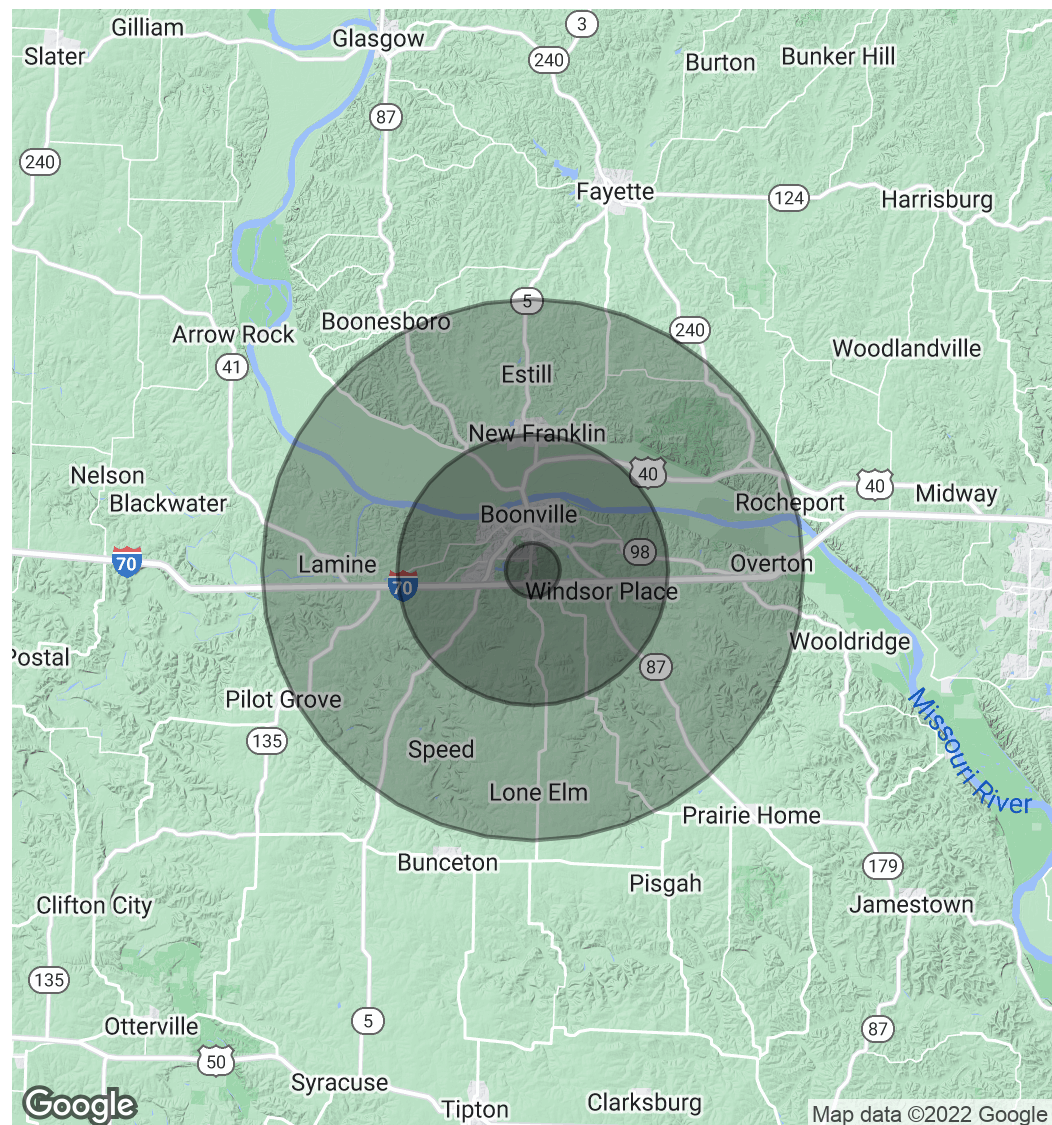 Gilliam
3
Glasgow
Slater
240
Burton
Bunker Hill
87
240
Fayette
124
Harrisburg
5
Boonesboro
240
Arrow Rock
Woodlandville
41
Estill
New Franklin
40
Nelson
40
Midway
Blackwater
Rocheport
Boonville
98
70
Lamine
Overton
70
Windsor Place
Wooldridge
Postal
87
Pilot Grove
Missouri River
135
Speed
Lone Elm
Prairie Home
Bunceton
179
Pisgah
Clifton City
Jamestown
135
5
Otterville
87
50
Syracuse
Google
Tipton
Clarksburg
Map data ©2022 Google